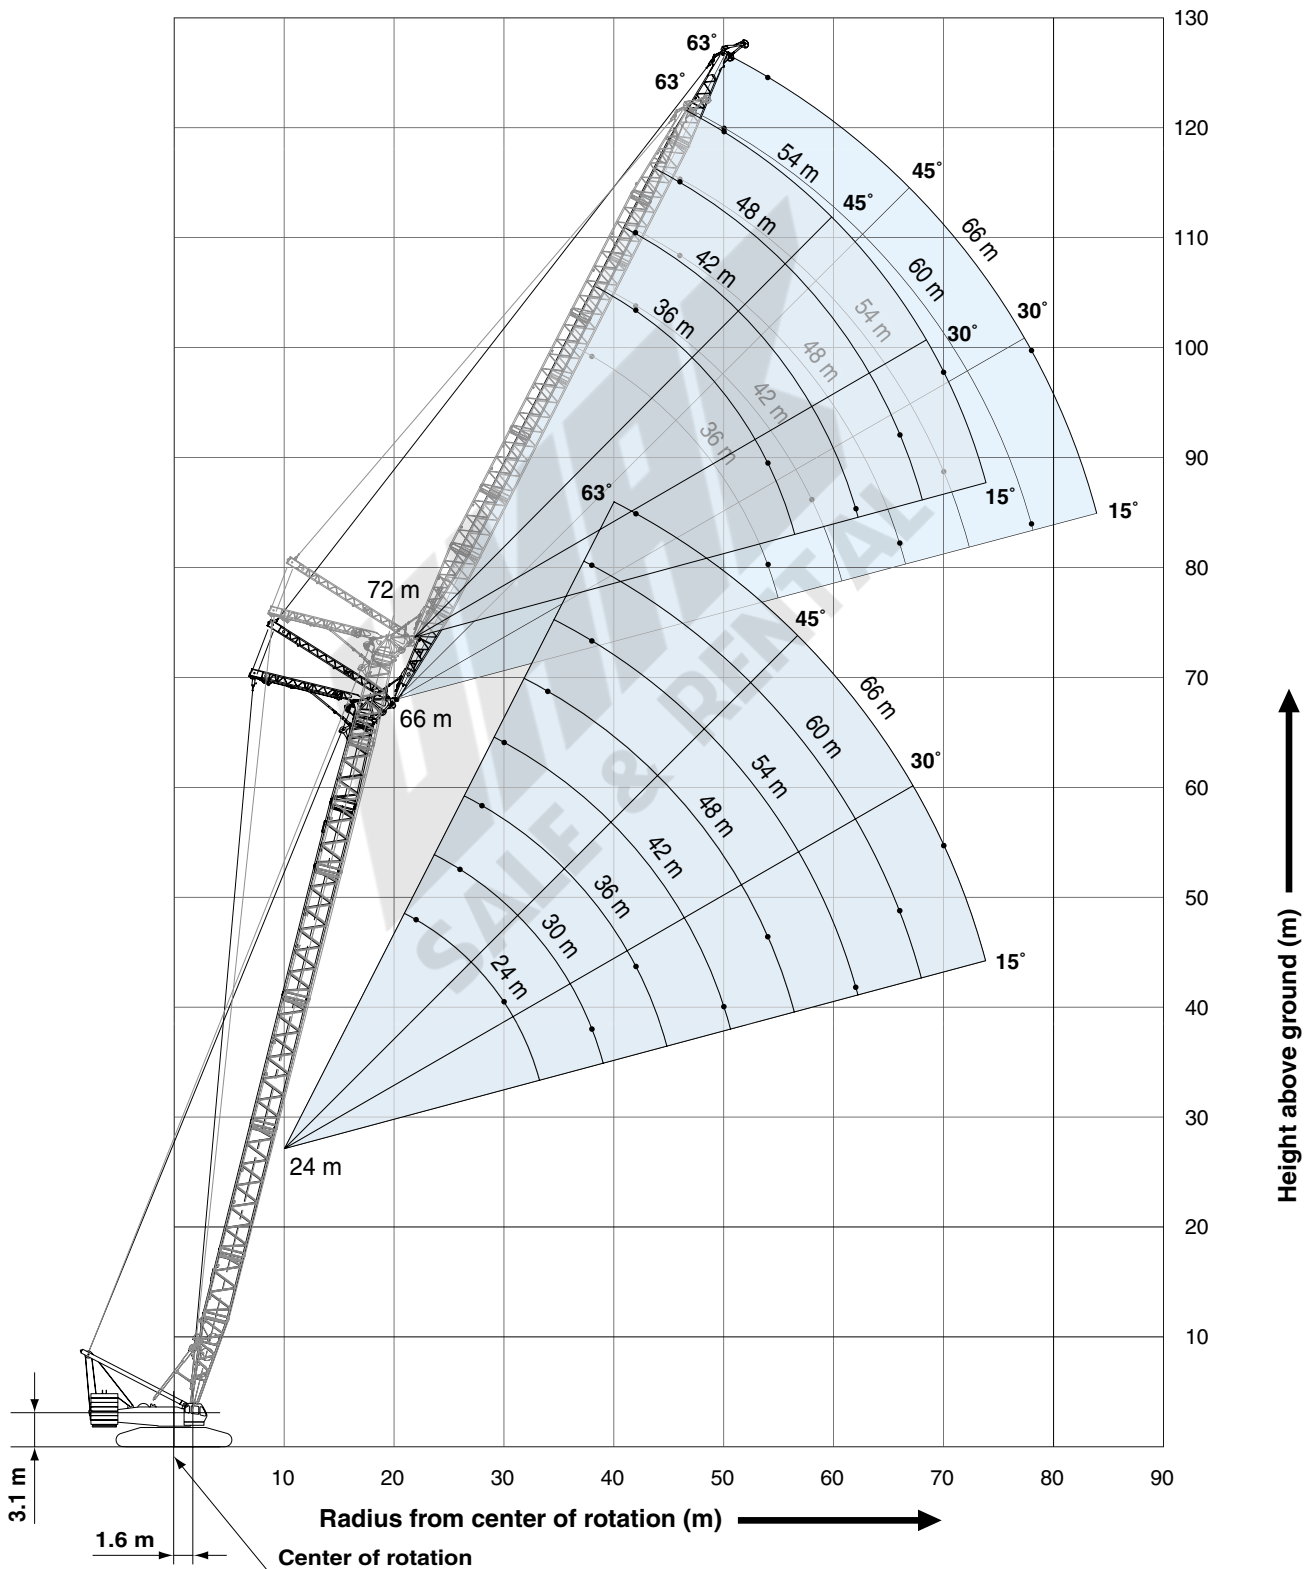 130
63°
63°
120
54 m
45°
45°
48 m
66 m
110
42 m
60 m
36 m
54 m
30°
30°
100
48 m
42 m
36 m
90
63°
15°
15°
80
72 m
45°
70
66 m
66 m
60 m
30°
54 m
60
48 m
42 m
36 m
50
30 m
24 m
15°
40
30
24 m
20
10
SALE & RENTAL
Height above ground (m)
3.1 m
10 20 30 40 50 60 70 80 90
Radius from center of rotation (m)
1.6 m
Center of rotation